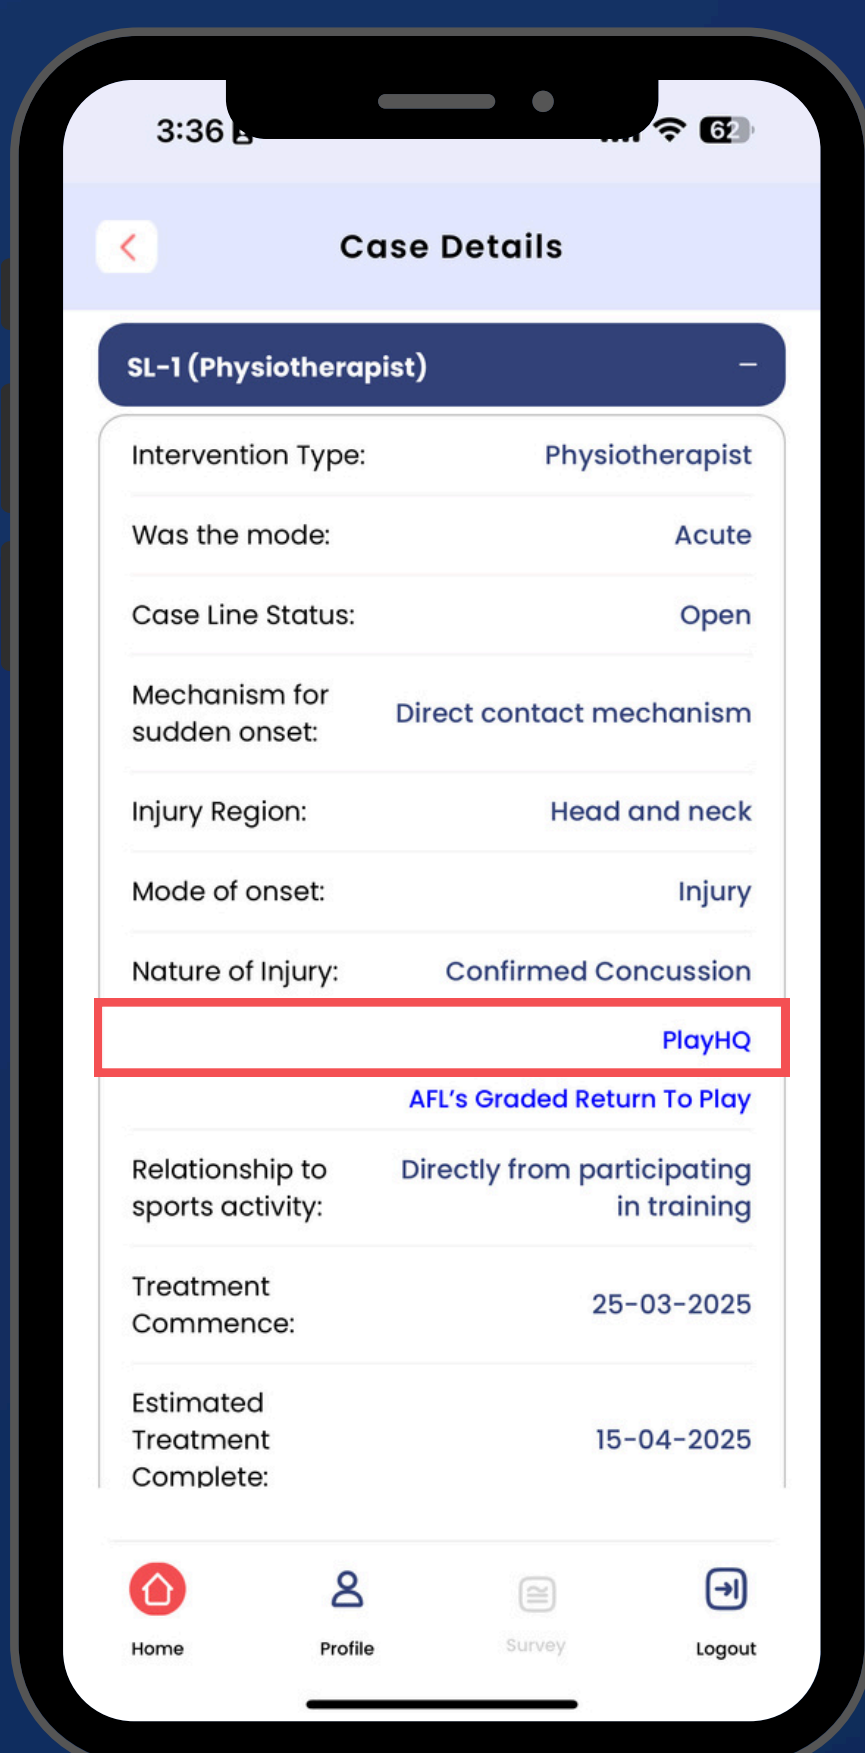 3:36
62
Case Details
SL-1 (Physiotherapist)
Intervention Type: Physiotherapist
Was the mode: Acute
Case Line Status: Open
Mechanism for
sudden onset: Direct contact mechanism
Injury Region: Head and neck
Mode of onset: Injury
Nature of Injury: Confirmed Concussion
PlayHQ
AFL's Graded Return To Play
Relationship to Directly from participating
sports activity: in training
Treatment
Commence: 25-03-2025
Estimated
Treatment 15-04-2025
Complete:
Home Profile Survey Logout